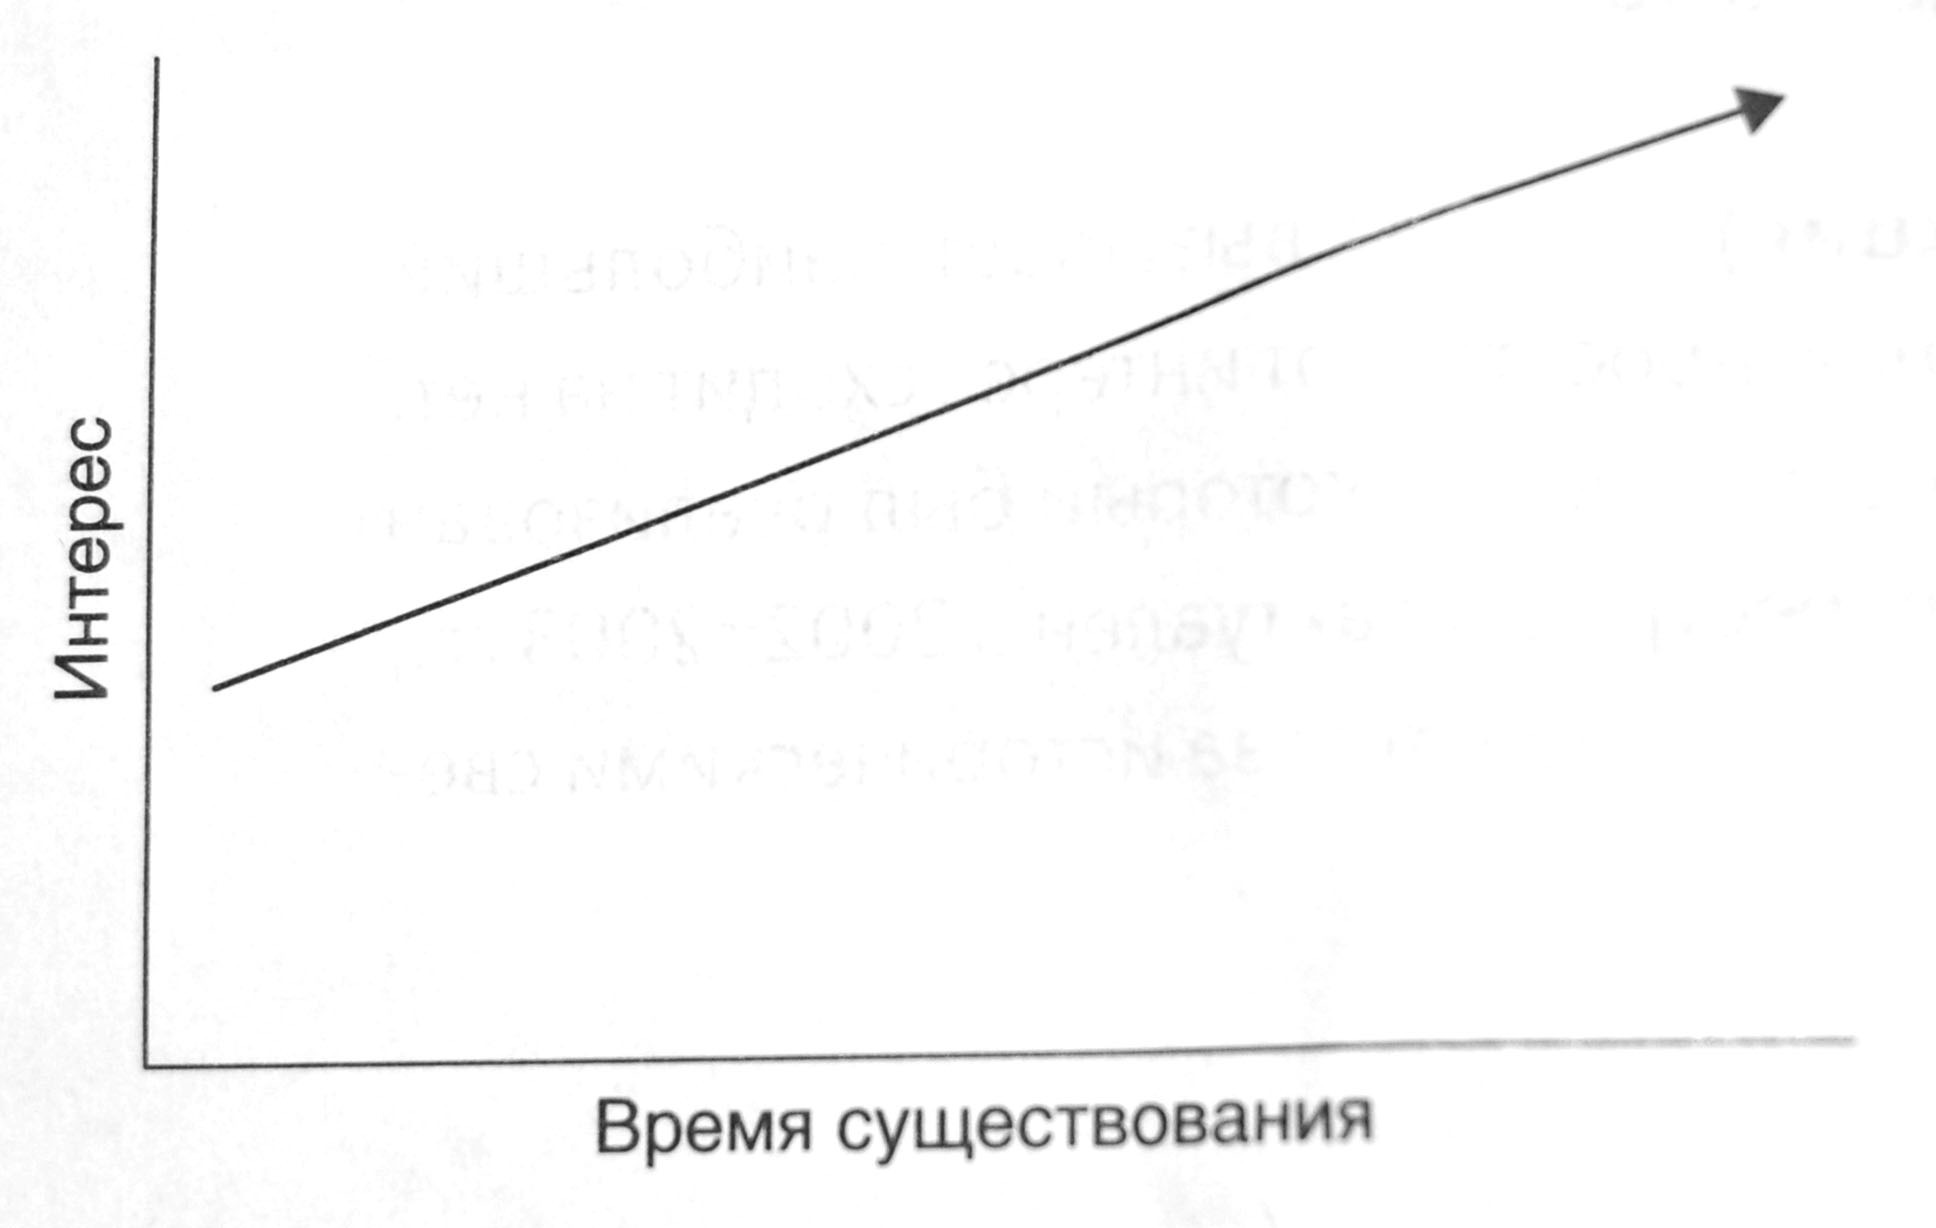 Интерес
Время существования